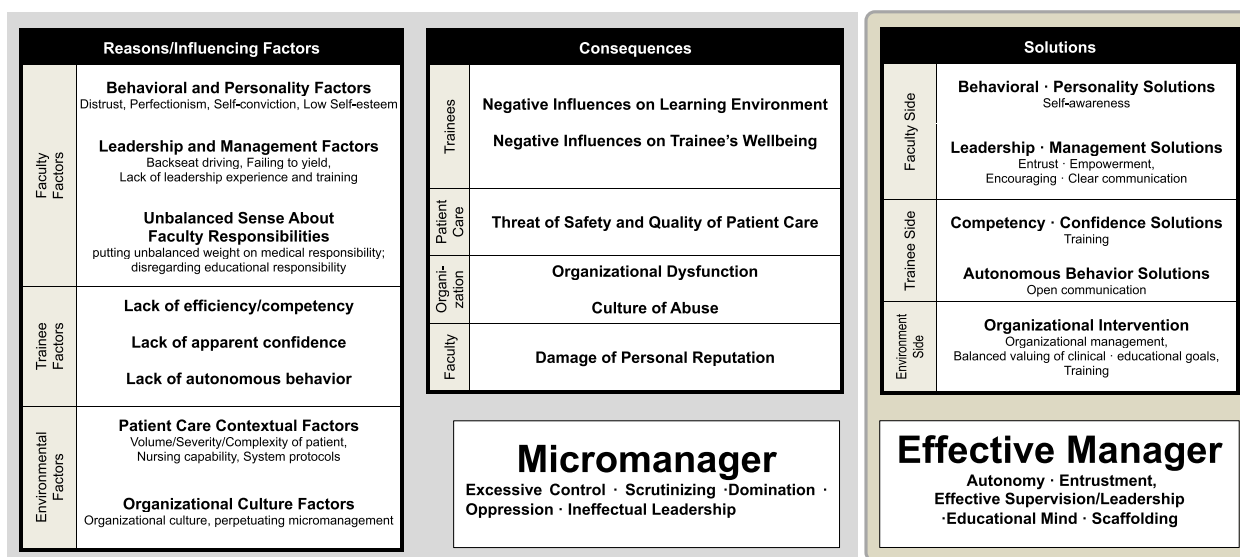 Reasons/Influencing Factors
Faculty
Factors
Behavioral and Personality Factors
Distrust, Perfectionism, Self-conviction, Low Self-esteem
Leadership and Management Factors
Backseat driving, Failing to yield,
Lack of leadership experience and training
Unbalanced Sense About
Faculty Responsibilities
putting unbalanced weight on medical responsibility;
disregarding educational responsibility
Trainee
Factors
Lack of efficiency/competency
Lack of apparent confidence
Lack of autonomous behavior
Environmental
Factors
Patient Care Contextual Factors
Volume/Severity/Complexity of patient,
Nursing capability, System protocols
Organizational Culture Factors
Organizational culture, perpetuating micromanagement
Consequences
Trainees
Negative Influences on Learning Environment
Negative Influences on Trainee's Wellbeing
Patient
Care
Threat of Safety and Quality of Patient Care
Organi-
zation
Organizational Dysfunction
Culture of Abuse
Faculty
Damage of Personal Reputation
Micromanager
Excessive Control · Scrutinizing ·Domination ·
Oppression · Ineffectual Leadership
Solutions
Faculty Side
Behavioral · Personality Solutions
Self-awareness
Leadership · Management Solutions
Entrust · Empowerment,
Encouraging · Clear communication
Trainee Side
Competency · Confidence Solutions
Training
Autonomous Behavior Solutions
Open communication
Environment
Side
Organizational Intervention
Organizational management,
Balanced valuing of clinical · educational goals,
Training
Effective Manager
Autonomy · Entrustment,
Effective Supervision/Leadership
·Educational Mind · Scaffolding